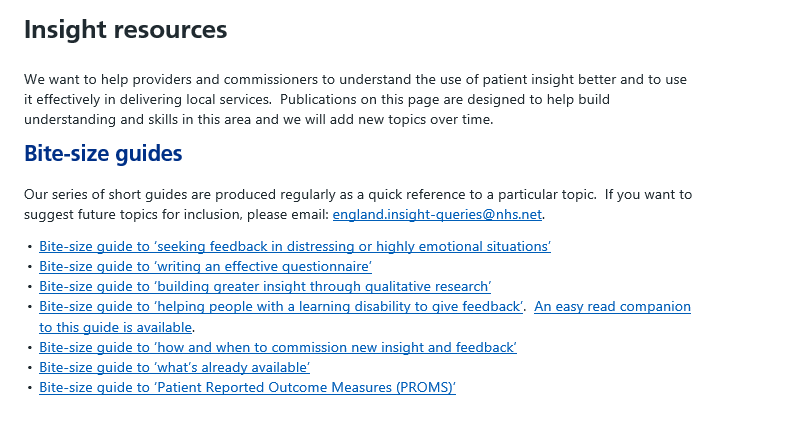 Insight resources
We want to help providers and commissioners to understand the use of patient insight better and to use
it effectively in delivering local services.  Publications on this page are designed to help build
understanding and skills in this area and we will add new topics over time.
Bite-size guides
Our series of short guides are produced regularly as a quick reference to a particular topic.  If you want to
suggest future topics for inclusion, please email: england.insight-queries@nhs.net.
• Bite-size guide to ‘seeking feedback in distressing or highly emotional situations’
• Bite-size guide to ‘writing an effective questionnaire’
• Bite-size guide to ‘building greater insight through qualitative research’
• Bite-size guide to ‘helping people with a learning disability to give feedback’.  An easy read companion
to this guide is available.
• Bite-size guide to ‘how and when to commission new insight and feedback’
• Bite-size guide to ‘what’s already available’
• Bite-size guide to ‘Patient Reported Outcome Measures (PROMS)’